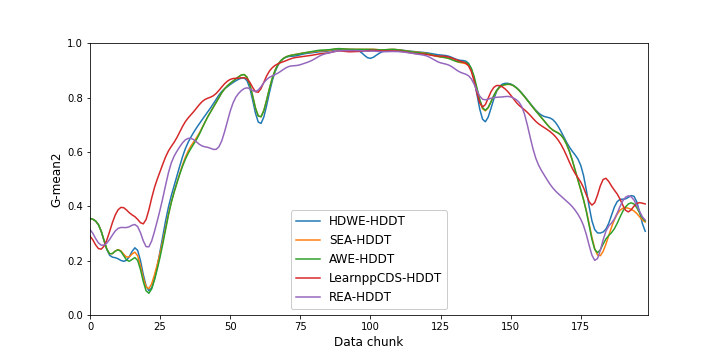 1.0
0.8
0.6
0.4
0.2
0.0
G-mean2
0 25 50 75 100 125 150 175
Data chunk
HDWE-HDDT
SEA-HDDT
AWE-HDDT
LearnppCDS-HDDT
REA-HDDT